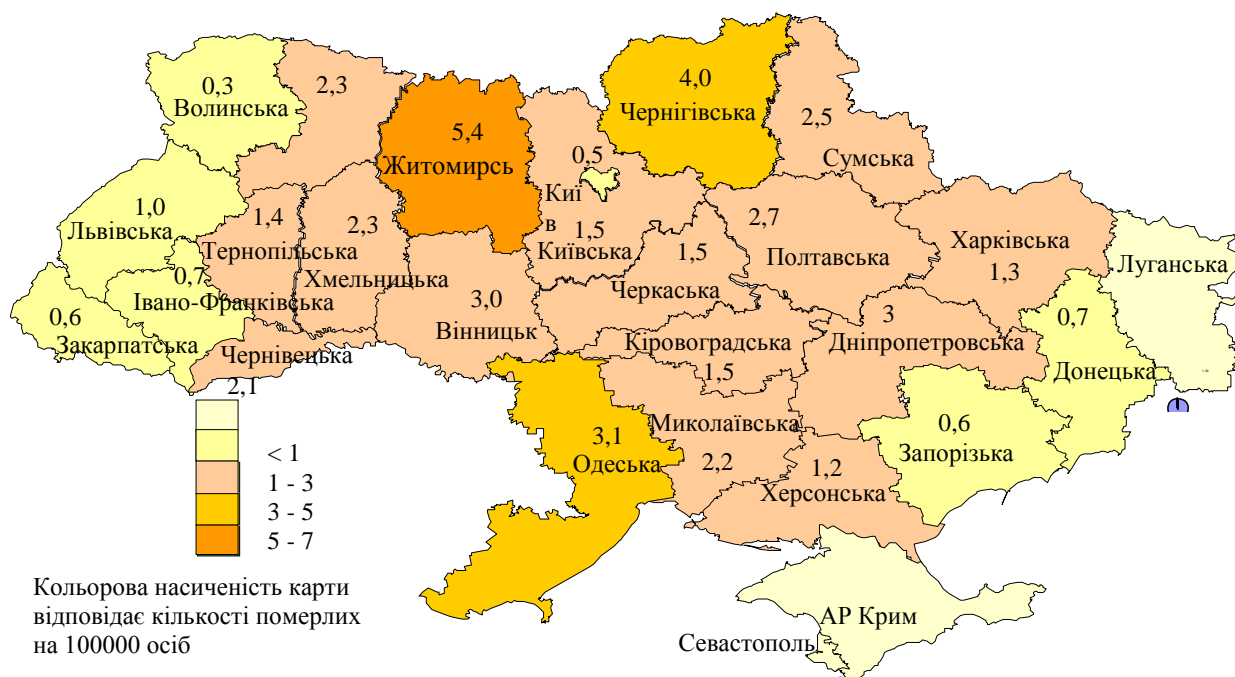 0,3
Волинська
2,3
5,4
Житомирсь
0,5
Киї
в
1,5
Київська
4,0
Чернігівська
2,5
Сумська
1,0
Львівська
1,4
Тернопільська
2,3
Хмельницька
0,7
Івано-Франківська
0,6
Закарпатська
Чернівецька
2,1
3,0
Вінницьк
1,5
Черкаська
2,7
Полтавська
Харківська
1,3
Луганська
Кіровоградська
1,5
3
Дніпропетровська
0,7
Донецька
3,1
Одеська
Миколаївська
2,2
1,2
Херсонська
0,6
Запорізька
АР Крим
Севастополь
< 1
1 - 3
3 - 5
5 - 7
Кольорова насиченість карти
відповідає кількості померлих
на 100000 осіб